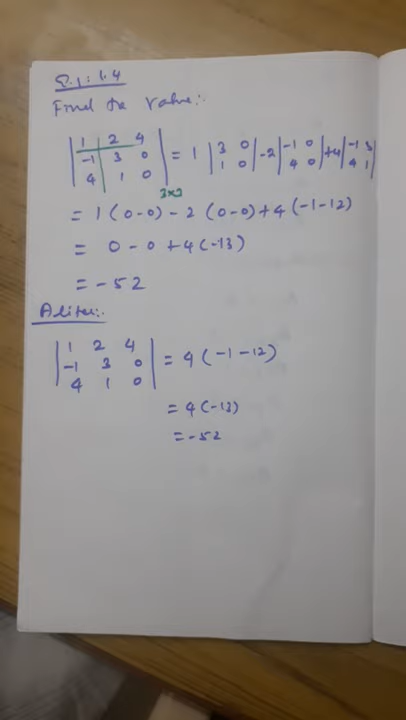 Q.1: 1.4
Find the value:-
| 1 2 4 |
| -1 3 0 | = 1 | 3 0 | -2 | -1 0 | +4 | -1 3 |
| 4 1 0 | | 1 0 | | 4 0 | | 4 1 |
3x3
= 1(0-0) - 2(0-0) + 4(-1-12)
= 0 - 0 + 4(-13)
= -52
Aliter:-
| 1 2 4 |
| -1 3 0 | = 4(-1-12)
| 4 1 0 |
= 4(-13)
= -52